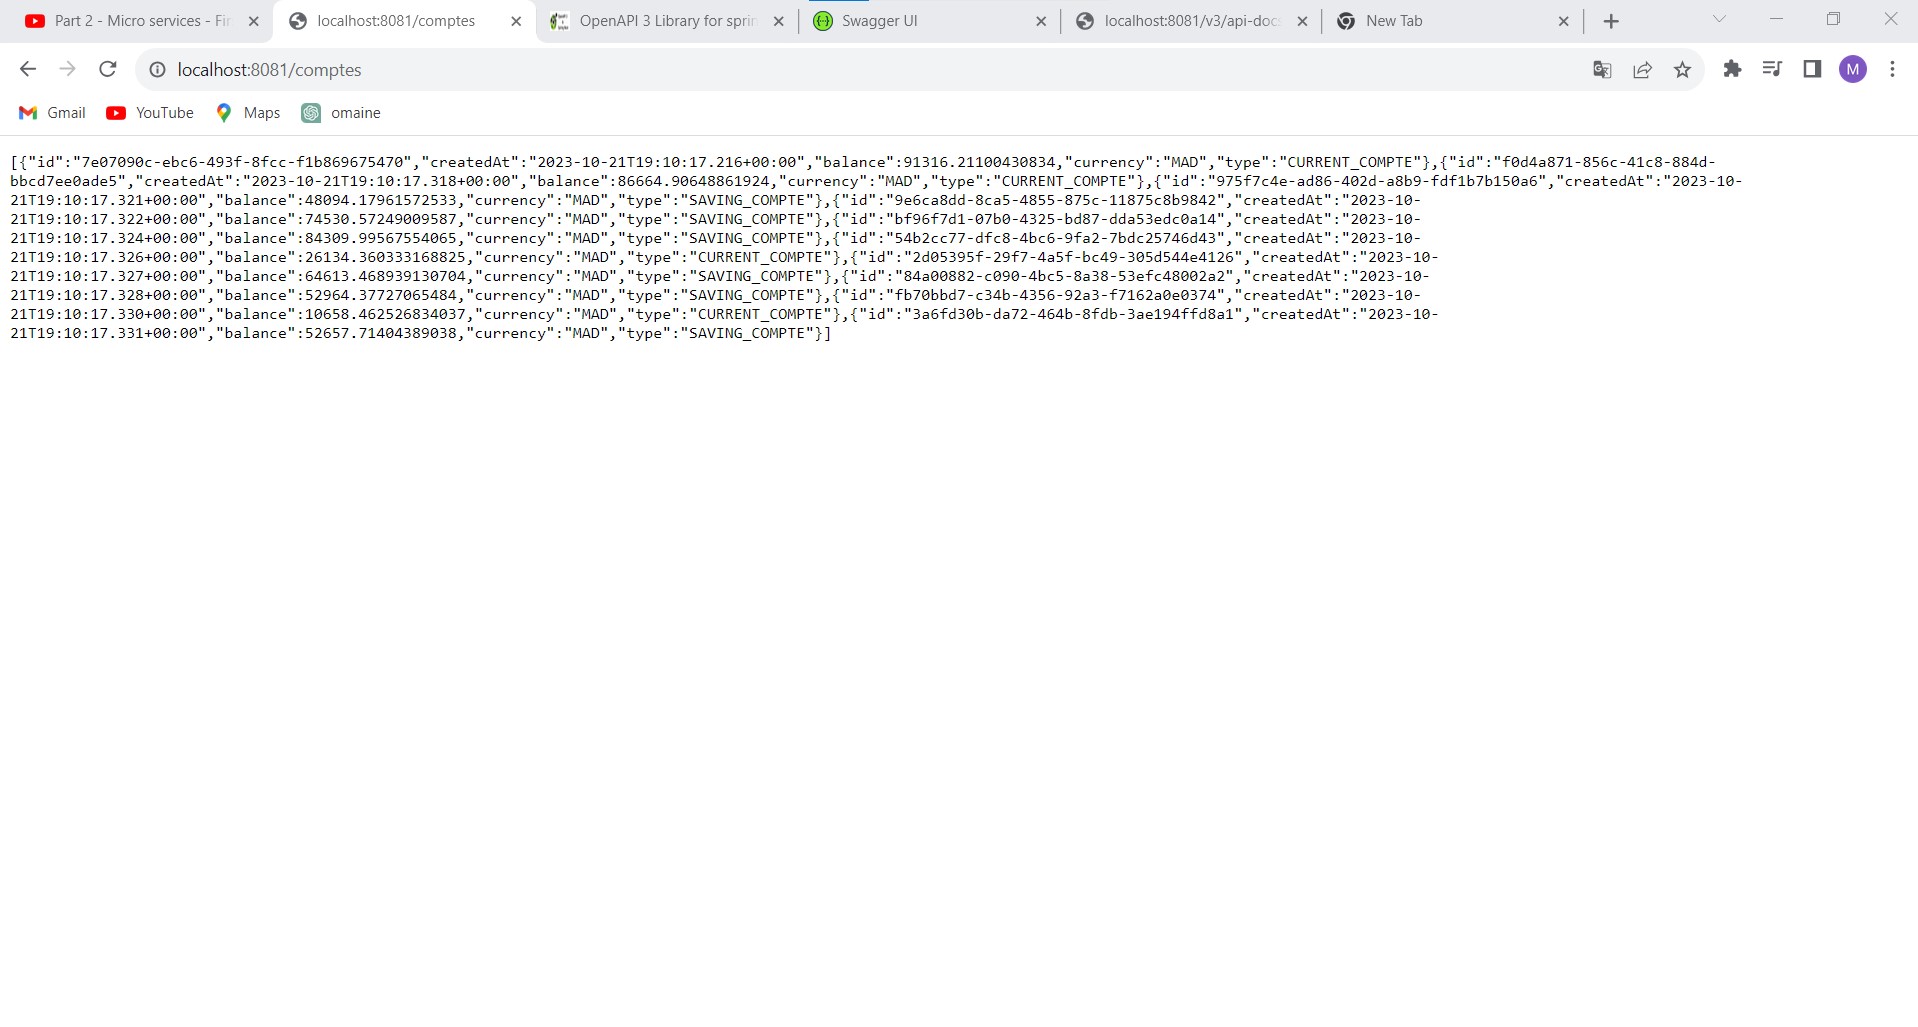 Part 2 - Micro services - Fir
localhost:8081/comptes
OpenAPI 3 Library for sprin
Swagger UI
localhost:8081/v3/api-docs
New Tab
localhost:8081/comptes
M
Gmail
YouTube
Maps
omaine
[{"id":"7e07090c-ebc6-493f-8fcc-f1b869675470","createdAt":"2023-10-21T19:10:17.216+00:00","balance":91316.21100430834,"currency":"MAD","type":"CURRENT_COMPTE"},{"id":"f0d4a871-856c-41c8-884d-
bbcd7ee0ade5","createdAt":"2023-10-21T19:10:17.318+00:00","balance":86664.90648861924,"currency":"MAD","type":"CURRENT_COMPTE"},{"id":"975f7c4e-ad86-402d-a8b9-fdf1b7b150a6","createdAt":"2023-10-
21T19:10:17.321+00:00","balance":48094.17961572533,"currency":"MAD","type":"SAVING_COMPTE"},{"id":"9e6ca8dd-8ca5-4855-875c-11875c8b9842","createdAt":"2023-10-
21T19:10:17.322+00:00","balance":74530.57249009587,"currency":"MAD","type":"SAVING_COMPTE"},{"id":"bf96f7d1-07b0-4325-bd87-dda53edc0a14","createdAt":"2023-10-
21T19:10:17.324+00:00","balance":84309.99567554065,"currency":"MAD","type":"SAVING_COMPTE"},{"id":"54b2cc77-dfc8-4bc6-9fa2-7bdc25746d43","createdAt":"2023-10-
21T19:10:17.326+00:00","balance":26134.360333168825,"currency":"MAD","type":"CURRENT_COMPTE"},{"id":"2d05395f-29f7-4a5f-bc49-305d544e4126","createdAt":"2023-10-
21T19:10:17.327+00:00","balance":64613.468939130704,"currency":"MAD","type":"SAVING_COMPTE"},{"id":"84a00882-c090-4bc5-8a38-53efc48002a2","createdAt":"2023-10-
21T19:10:17.328+00:00","balance":52964.37727065484,"currency":"MAD","type":"SAVING_COMPTE"},{"id":"fb70bbd7-c34b-4356-92a3-f7162a0e0374","createdAt":"2023-10-
21T19:10:17.330+00:00","balance":10658.462526834037,"currency":"MAD","type":"CURRENT_COMPTE"},{"id":"3a6fd30b-da72-464b-8fdb-3ae194ffd8a1","createdAt":"2023-10-
21T19:10:17.331+00:00","balance":52657.71404389038,"currency":"MAD","type":"SAVING_COMPTE"}]